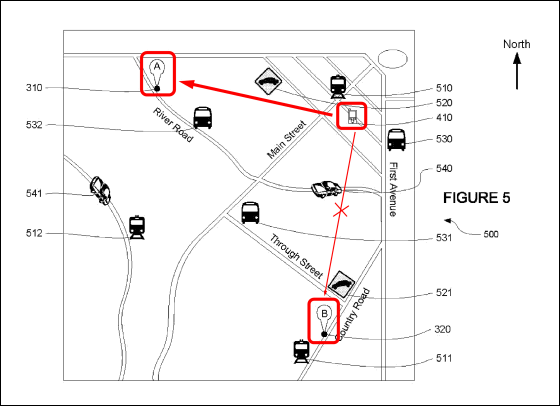 North
A
310
532
River Road
Main Street
510
520
410
530
First Avenue
540
541
FIGURE 5
500
512
531
Through Street
521
B
Country Road
320
511